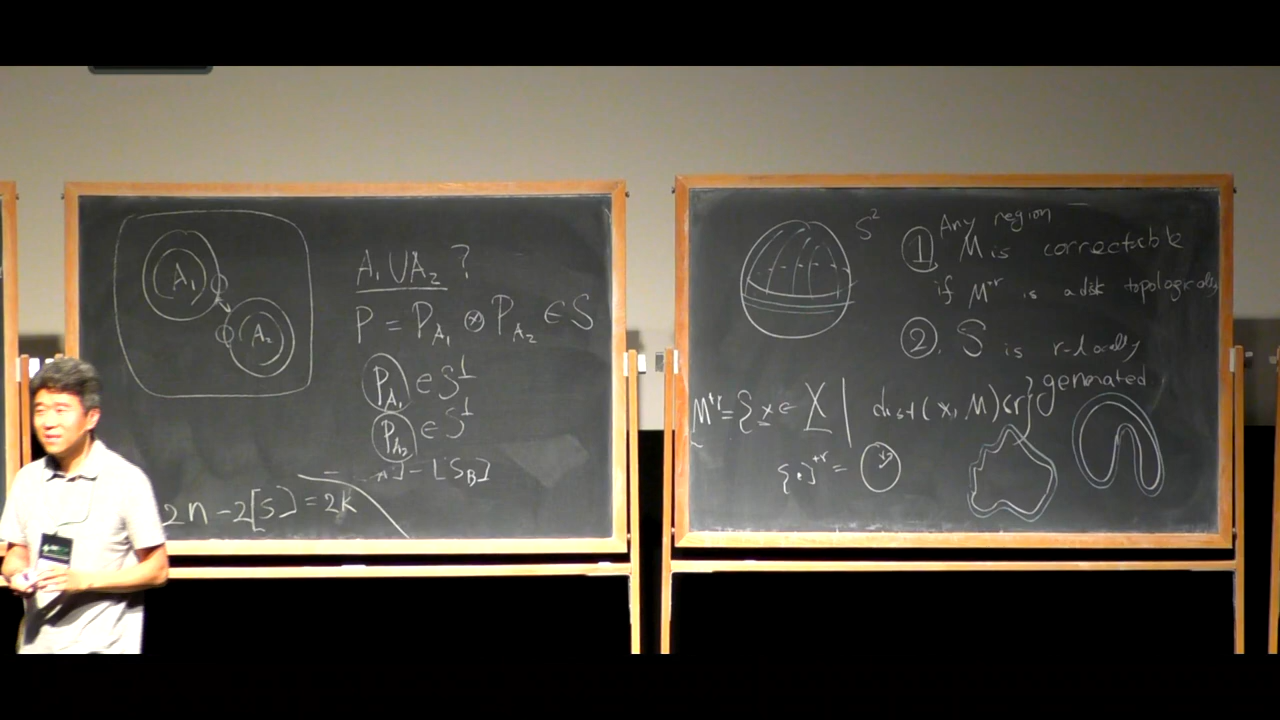 A₁
A₂
A₁∪A₂ ?
P = P_A₁ ⊗ P_A₂ ∈ S
P_A₁ ∈ S^⊥
P_A₂ ∈ S^⊥
] - [S_B]
2n - 2[S] = 2k
S²
① Any region
M is correctable
if M^{+r} is a disk topologically
②. S is r-locally
generated
M^{+r} = {x ∈ X | dist(x, M) ≤ r}
{·}^{+r} =